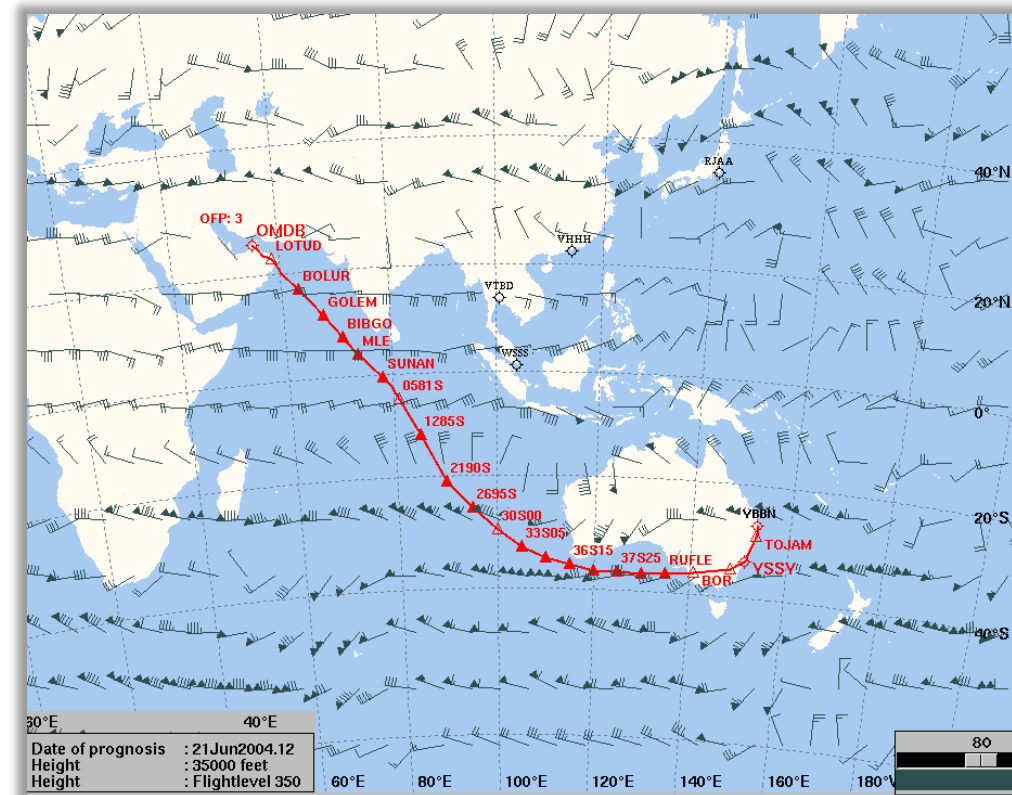 40°N
RJAA
OFP: 3
OMDB
LOTUD
VHHH
BOLUR
VTBD
20°N
GOLEM
BIBGO
MLE
WSSS
SUNAN
0581S
0°
1285S
2190S
2695S
30S00
YBBN
20°S
33S05
TOJAM
36S15
37S25
RUFLE
YSSY
BOR
40°S
40°E
80
Date of prognosis : 21Jun2004.12
Height : 35000 feet
Height : Flightlevel 350
60°E 80°E 100°E 120°E 140°E 160°E 180°